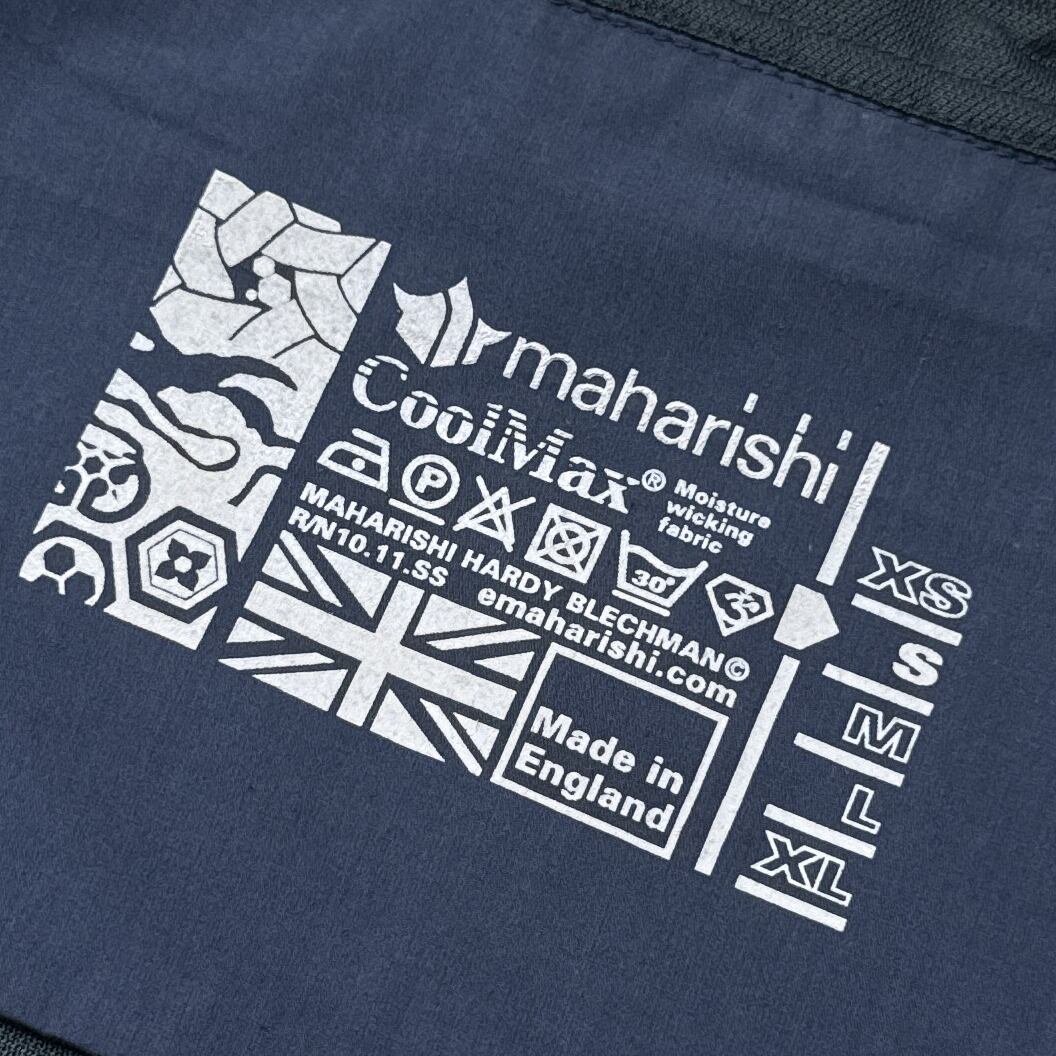 maharishi
CoolMax® Moisture
wicking
fabric
P
30°
MAHARISHI HARDY BLECHMAN©
R/N10.11.SS emaharishi.com
Made in
England
XS
S
M
L
XL